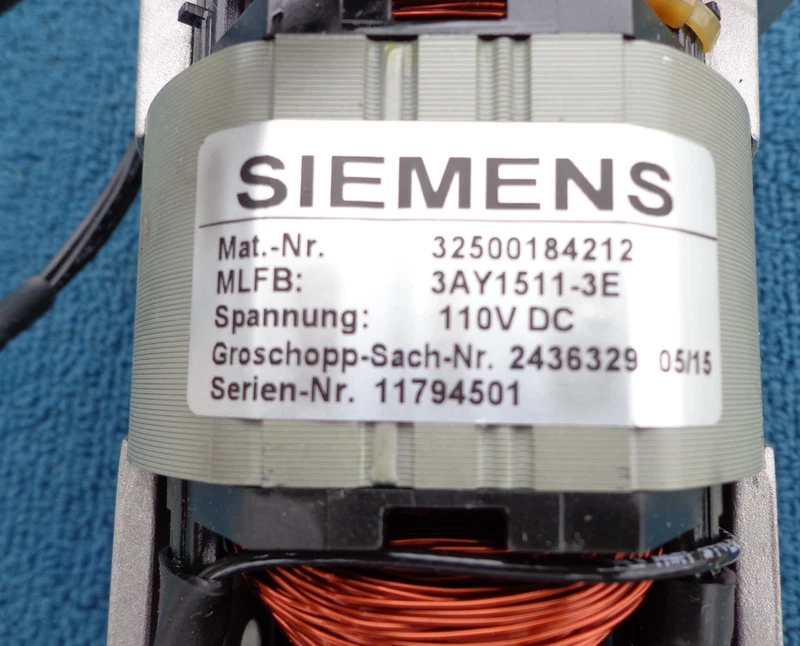 SIEMENS
Mat.-Nr. 32500184212
MLFB: 3AY1511-3E
Spannung: 110V DC
Groschopp-Sach-Nr. 2436329 05/15
Serien-Nr. 11794501